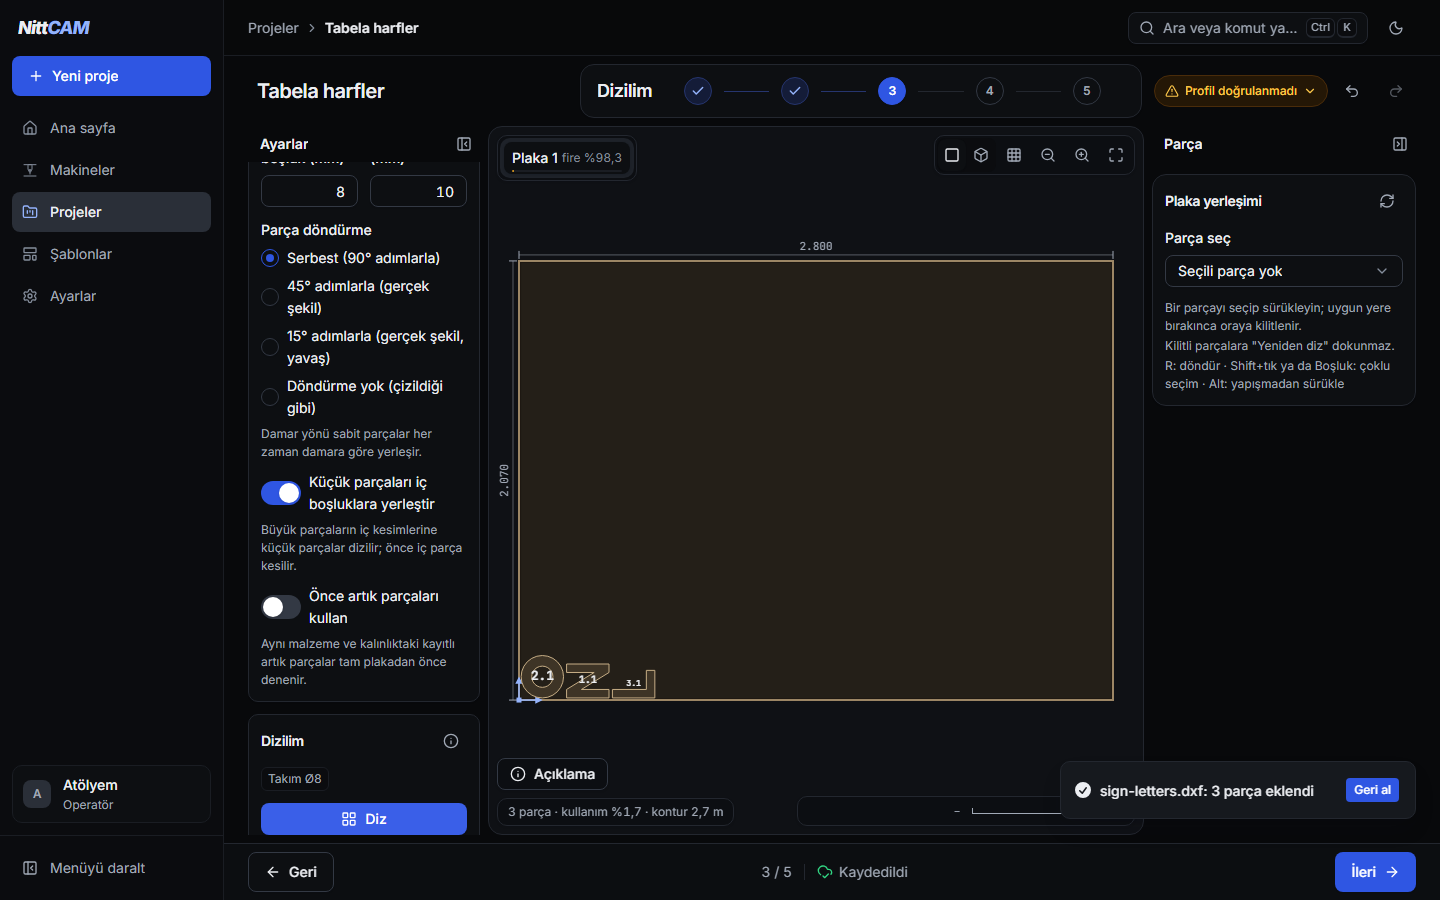 NittCAM
Projeler > Tabela harfler
Ara veya komut ya... Ctrl K
Yeni proje
Ana sayfa
Makineler
Projeler
Şablonlar
Ayarlar
A
Atölyem
Operatör
Menüyü daralt
Tabela harfler
Dizilim
3
4
5
Profil doğrulanmadı
Ayarlar
8
10
Parça döndürme
Serbest (90° adımlarla)
45° adımlarla (gerçek
şekil)
15° adımlarla (gerçek şekil,
yavaş)
Döndürme yok (çizildiği
gibi)
Damar yönü sabit parçalar her
zaman damara göre yerleşir.
Küçük parçaları iç
boşluklara yerleştir
Büyük parçaların iç kesimlerine
küçük parçalar dizilir; önce iç parça
kesilir.
Önce artık parçaları
kullan
Aynı malzeme ve kalınlıktaki kayıtlı
artık parçalar tam plakadan önce
denenir.
Dizilim
Takım Ø8
Diz
Plaka 1 fire %98,3
2.800
2.070
2.1
1.1
3.1
Açıklama
3 parça · kullanım %1,7 · kontur 2,7 m
–
Parça
Plaka yerleşimi
Parça seç
Seçili parça yok
Bir parçayı seçip sürükleyin; uygun yere
bırakınca oraya kilitlenir.
Kilitli parçalara "Yeniden diz" dokunmaz.
R: döndür · Shift+tık ya da Boşluk: çoklu
seçim · Alt: yapışmadan sürükle
sign-letters.dxf: 3 parça eklendi
Geri al
Geri
3 / 5
Kaydedildi
İleri